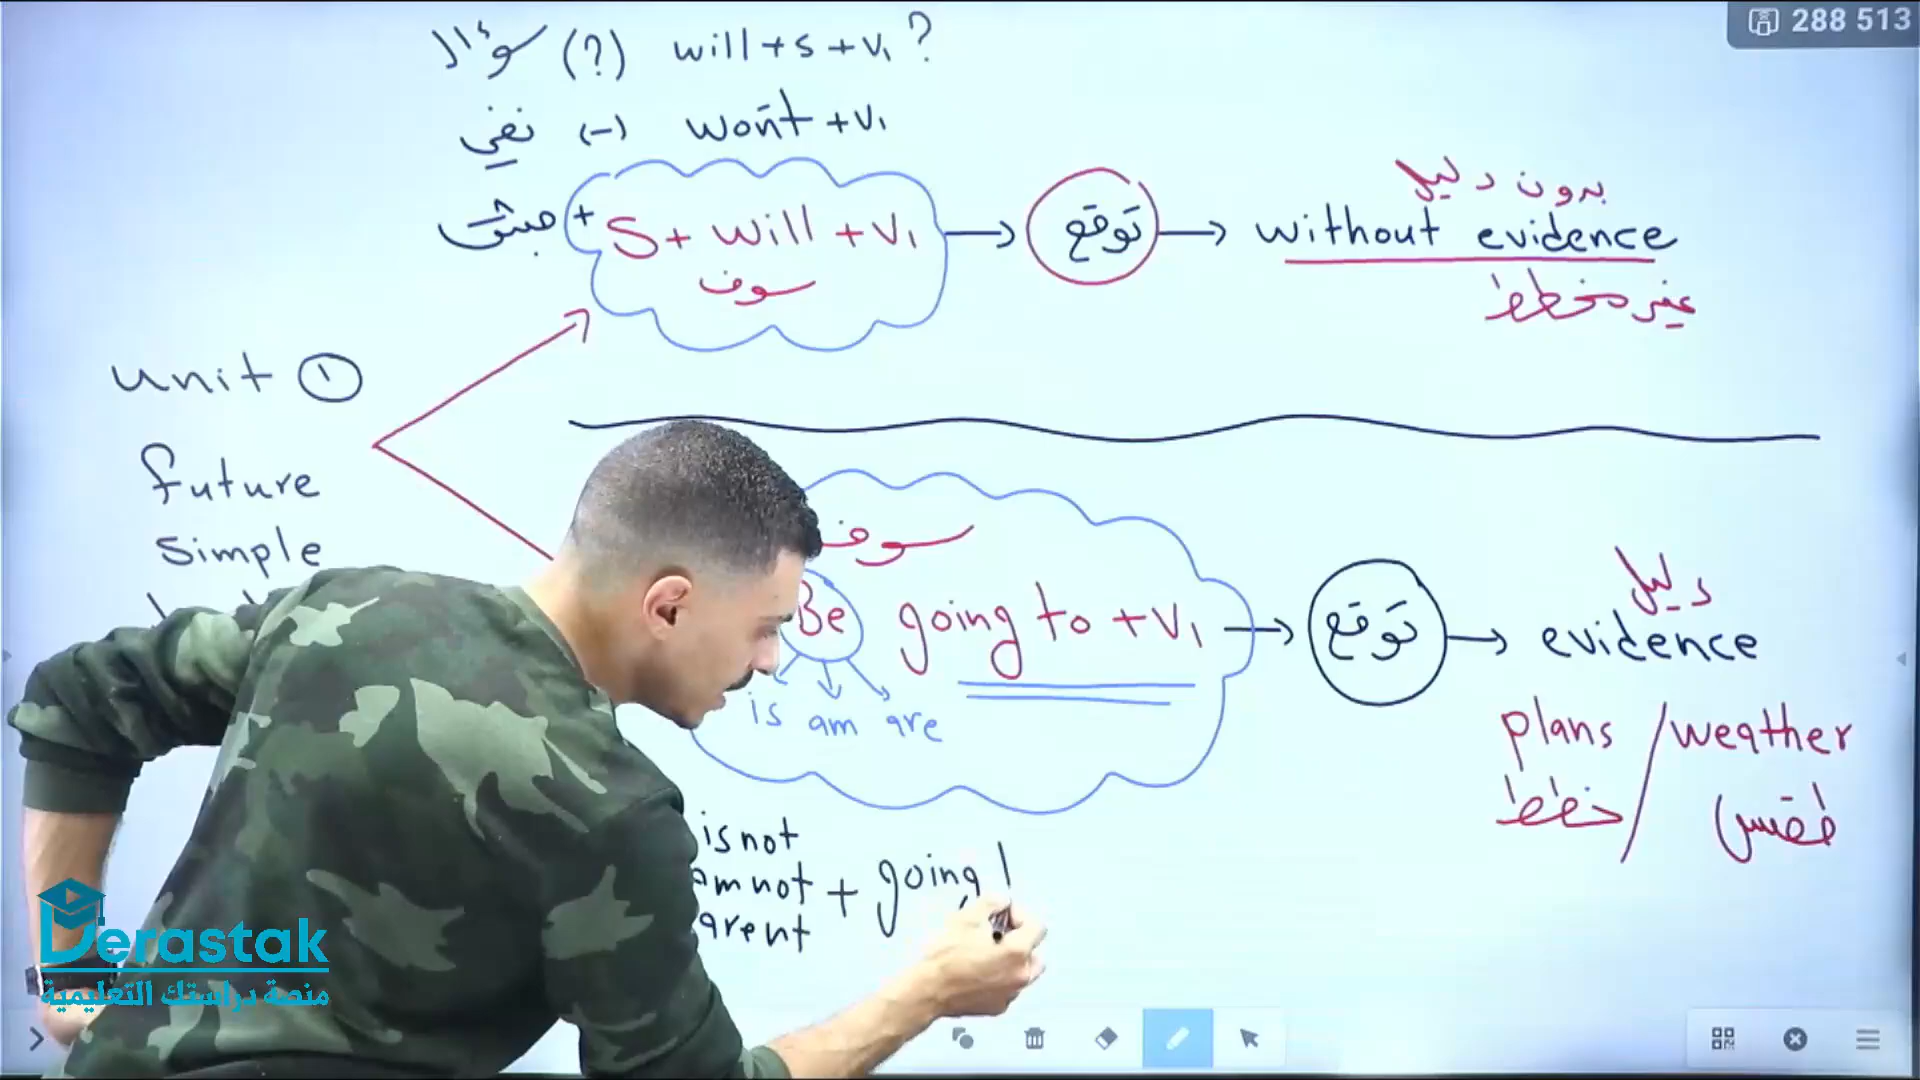 288 513
سؤال (?) will + s + v1 ?
نفي (-) won't + v1
مثبت + S + will + v1 → توقع → without evidence
بدون دليل
سوف
غير مخطط
unit ①
future
simple
سوف
Be going to + v1 → توقع → evidence
دليل
is am are
plans / weather
خطط / طقس
is not
am not + going
arent
Derastak
منصة دراستك التعليمية